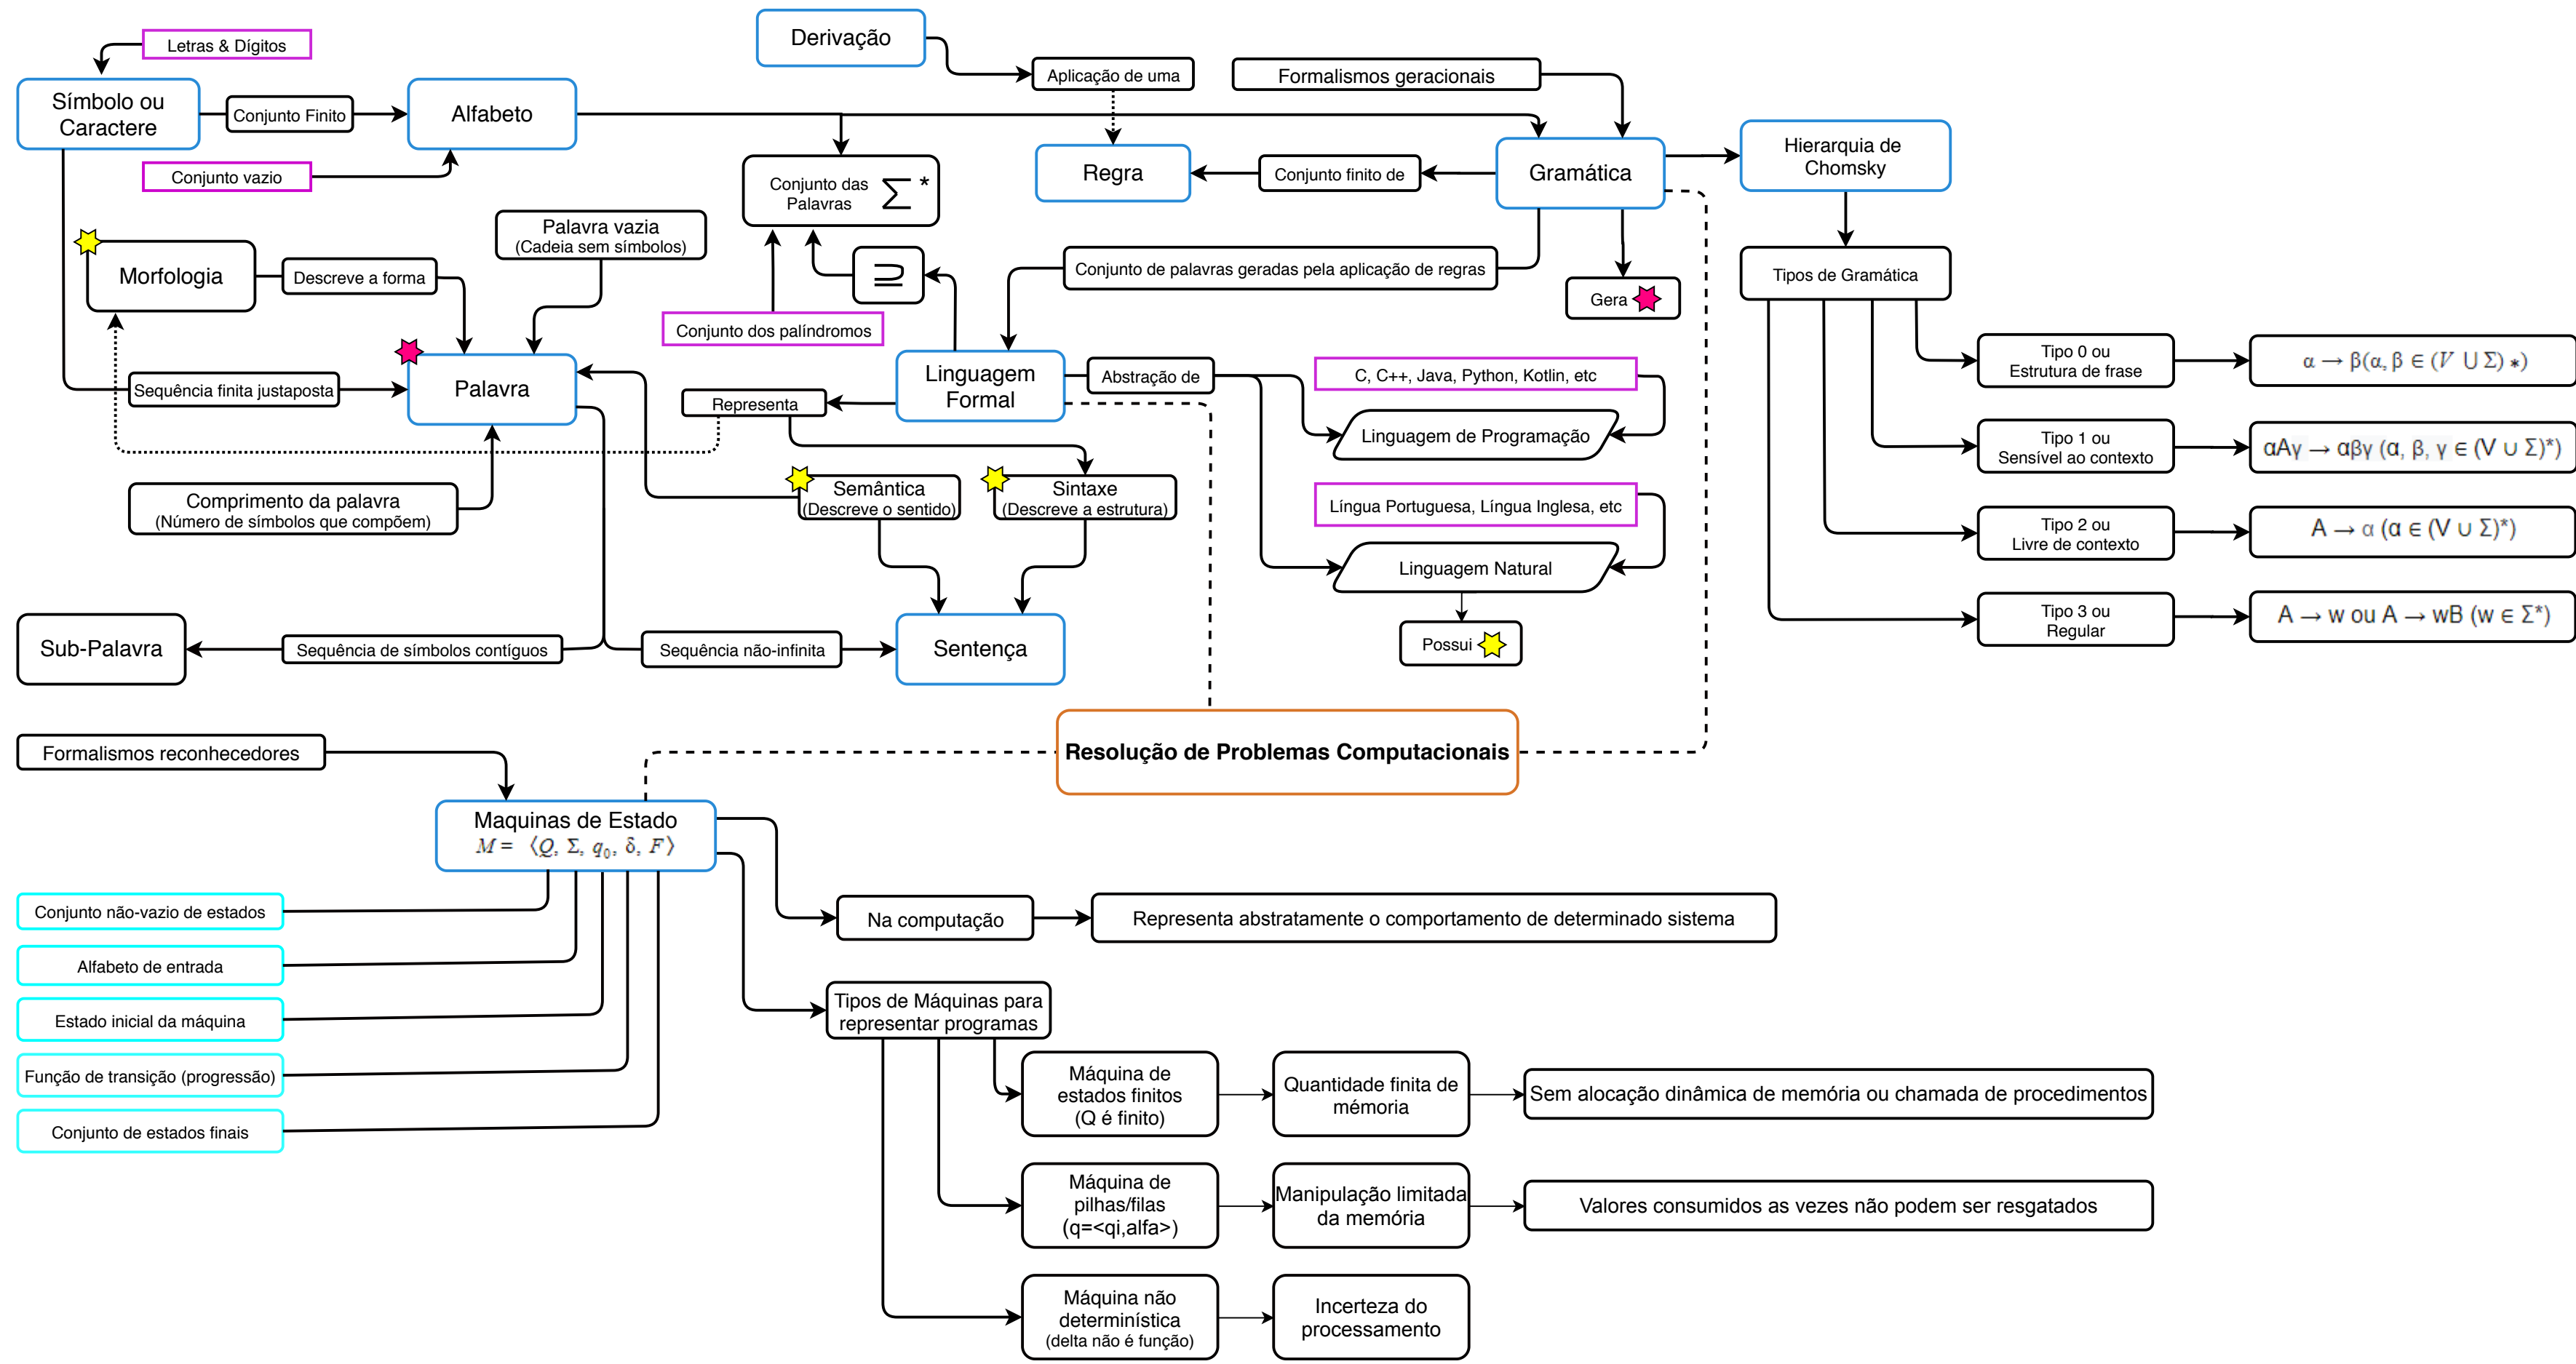 Derivação
Letras & Dígitos
Aplicação de uma
Formalismos geracionais
Símbolo ou
Caractere
Conjunto Finito
Alfabeto
Hierarquia de
Chomsky
Conjunto vazio
Conjunto das
Palavras
∑ *
Regra
Conjunto finito de
Gramática
Palavra vazia
(Cadeia sem símbolos)
Morfologia
Descreve a forma
⊇
Conjunto de palavras geradas pela aplicação de regras
Tipos de Gramática
Gera
Conjunto dos palíndromos
Tipo 0 ou
Estrutura de frase
α → β(α, β ∈ (V ∪ Σ) *)
Sequência finita justaposta
Palavra
Representa
Linguagem
Formal
Abstração de
C, C++, Java, Python, Kotlin, etc
Linguagem de Programação
Tipo 1 ou
Sensível ao contexto
αAγ → αβγ (α, β, γ ∈ (V ∪ Σ)*)
Comprimento da palavra
(Número de símbolos que compõem)
Semântica
(Descreve o sentido)
Sintaxe
(Descreve a estrutura)
Língua Portuguesa, Língua Inglesa, etc
Tipo 2 ou
Livre de contexto
A → α (α ∈ (V ∪ Σ)*)
Linguagem Natural
Tipo 3 ou
Regular
A → w ou A → wB (w ∈ Σ*)
Sub-Palavra
Sequência de símbolos contíguos
Sequência não-infinita
Sentença
Possui
Formalismos reconhecedores
Resolução de Problemas Computacionais
Maquinas de Estado
M = ⟨Q, Σ, q₀, δ, F⟩
Conjunto não-vazio de estados
Na computação
Representa abstratamente o comportamento de determinado sistema
Alfabeto de entrada
Estado inicial da máquina
Tipos de Máquinas para
representar programas
Função de transição (progressão)
Conjunto de estados finais
Máquina de
estados finitos
(Q é finito)
Quantidade finita de
mémoria
Sem alocação dinâmica de memória ou chamada de procedimentos
Máquina de
pilhas/filas
(q=<qi,alfa>)
Manipulação limitada
da memória
Valores consumidos as vezes não podem ser resgatados
Máquina não
determinística
(delta não é função)
Incerteza do
processamento